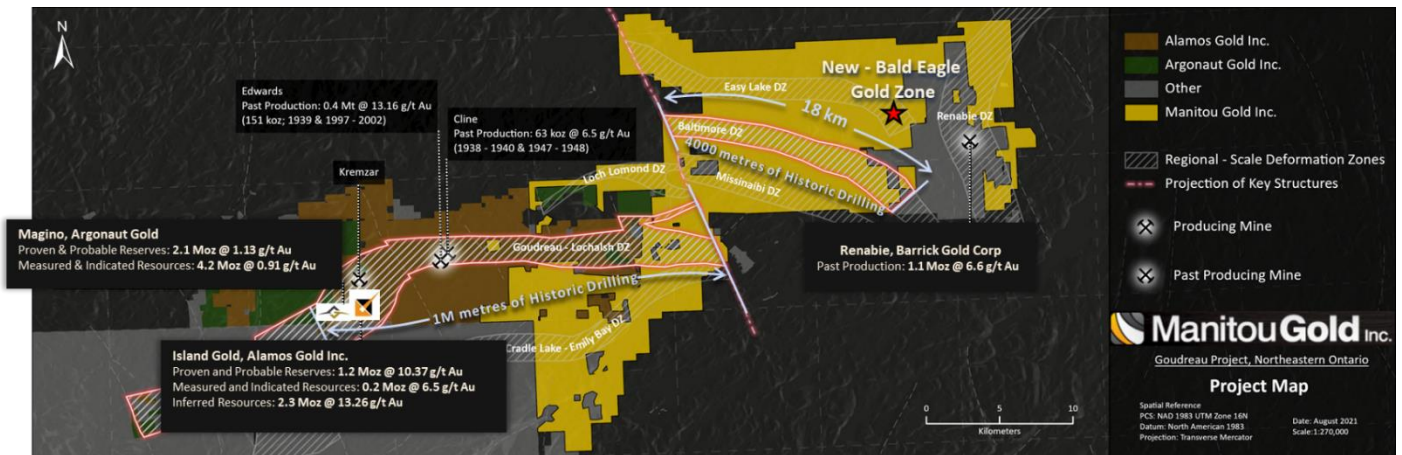 N
Edwards
Past Production: 0.4 Mt @ 13.16 g/t Au
(151 koz; 1939 & 1997 - 2002)
Cline
Past Production: 63 koz @ 6.5 g/t Au
(1938 - 1940 & 1947 - 1948)
Kremzar
Magino, Argonaut Gold
Proven & Probable Reserves: 2.1 Moz @ 1.13 g/t Au
Measured & Indicated Resources: 4.2 Moz @ 0.91 g/t Au
Island Gold, Alamos Gold Inc.
Proven and Probable Reserves: 1.2 Moz @ 10.37 g/t Au
Measured and Indicated Resources: 0.2 Moz @ 6.5 g/t Au
Inferred Resources: 2.3 Moz @ 13.26 g/t Au
Goudreau - Lochalsh DZ
1M metres of Historic Drilling
Cradle Lake - Emily Bay DZ
Loch Lomond DZ
Missinaibi DZ
Easy Lake DZ
New - Bald Eagle
Gold Zone
18 km
Baltimore DZ
4000 metres of Historic Drilling
Renabie DZ
Renabie, Barrick Gold Corp
Past Production: 1.1 Moz @ 6.6 g/t Au
0 5 10
Kilometers
Alamos Gold Inc.
Argonaut Gold Inc.
Other
Manitou Gold Inc.
Regional - Scale Deformation Zones
Projection of Key Structures
Producing Mine
Past Producing Mine
Manitou Gold Inc.
Goudreau Project, Northeastern Ontario
Project Map
Spatial Reference
PCS: NAD 1983 UTM Zone 16N
Datum: North American 1983
Projection: Transverse Mercator
Date: August 2021
Scale:1:270,000